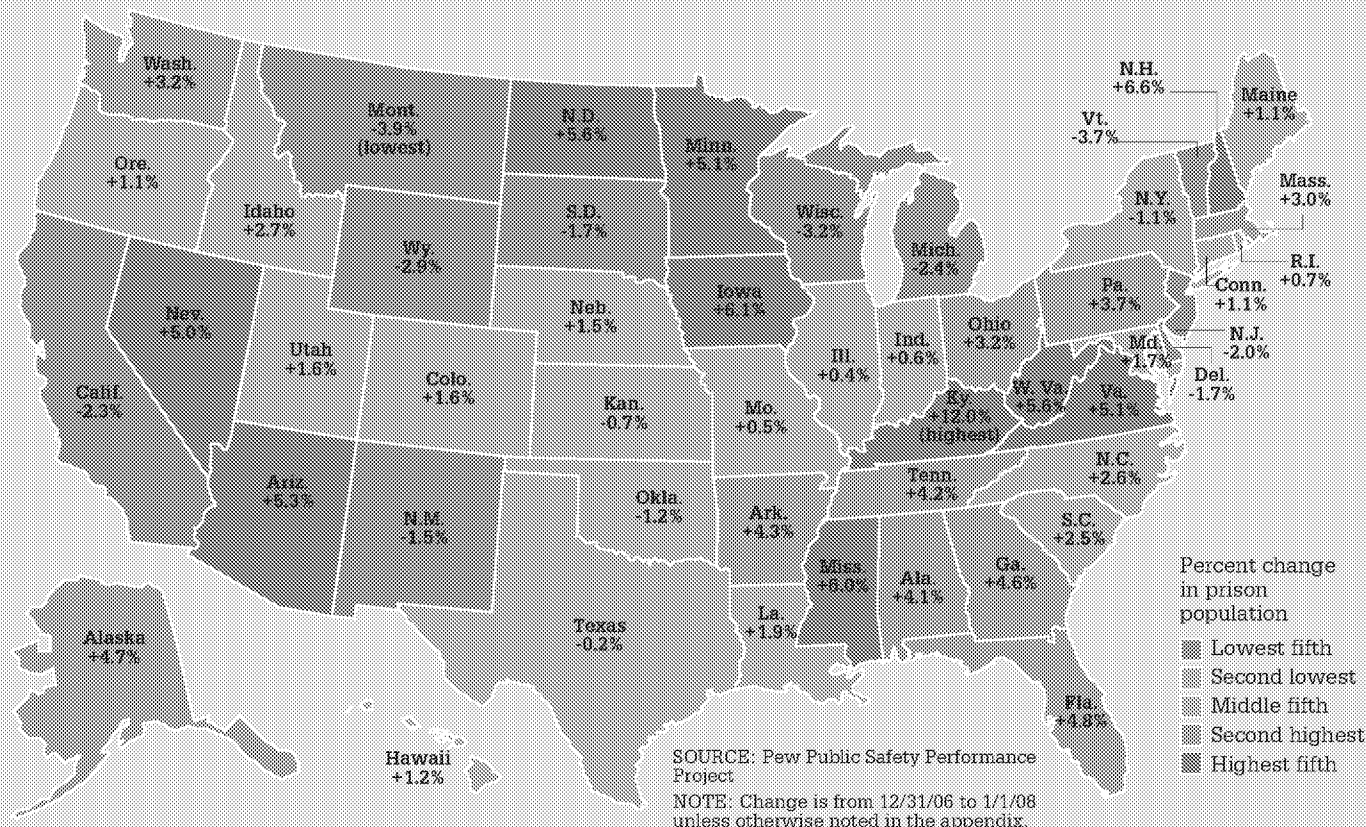 Wash.
+3.2%
Ore.
+1.1%
Idaho
+2.7%
Mont.
-3.9%
(lowest)
N.D.
+5.6%
Minn.
+5.1%
Wy.
-2.9%
S.D.
-1.7%
Wisc.
-3.2%
Mich.
-2.4%
N.Y.
-1.1%
Vt.
-3.7%
N.H.
+6.6%
Maine
+1.1%
Mass.
+3.0%
R.I.
+0.7%
Conn.
+1.1%
N.J.
-2.0%
Del.
-1.7%
Md.
+1.7%
Pa.
+3.7%
Ohio
+3.2%
Ind.
+0.6%
Ill.
+0.4%
Iowa
+6.1%
Neb.
+1.5%
Nev.
+5.0%
Utah
+1.6%
Colo.
+1.6%
Calif.
-2.3%
Kan.
-0.7%
Mo.
+0.5%
Ky.
+12.0%
(highest)
W. Va.
+5.6%
Va.
+5.1%
N.C.
+2.6%
Tenn.
+4.2%
Ariz.
+5.3%
N.M.
-1.5%
Okla.
-1.2%
Ark.
+4.3%
S.C.
+2.5%
Miss.
+6.0%
Ala.
+4.1%
Ga.
+4.6%
La.
+1.9%
Texas
-0.2%
Fla.
+4.8%
Alaska
+4.7%
Hawaii
+1.2%
Percent change
in prison
population
Lowest fifth
Second lowest
Middle fifth
Second highest
Highest fifth
SOURCE: Pew Public Safety Performance
Project
NOTE: Change is from 12/31/06 to 1/1/08
unless otherwise noted in the appendix.